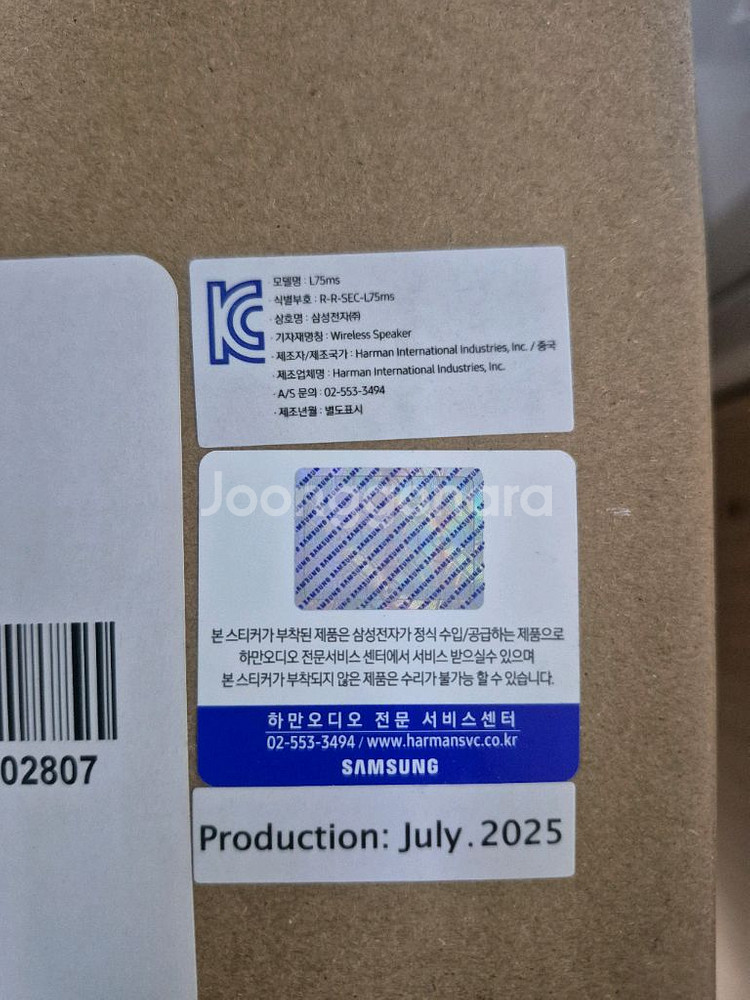 KC
· 모델명 : L75ms
· 식별부호 : R-R-SEC-L75ms
· 상호명 : 삼성전자㈜
· 기자재명칭 : Wireless Speaker
· 제조자/제조국가 : Harman International Industries, Inc. / 중국
· 제조업체명 : Harman International Industries, Inc.
· A/S 문의 : 02-553-3494
· 제조년월 : 별도표시
Joonggonara
SAMSUNG SAMSUNG SAMSUNG
본 스티커가 부착된 제품은 삼성전자가 정식 수입/공급하는 제품으로
하만오디오 전문서비스 센터에서 서비스 받으실수 있으며
본 스티커가 부착되지 않은 제품은 수리가 불가능 할 수 있습니다.
하만오디오 전문 서비스센터
02-553-3494 / www.harmansvc.co.kr
SAMSUNG
02807
Production: July.2025